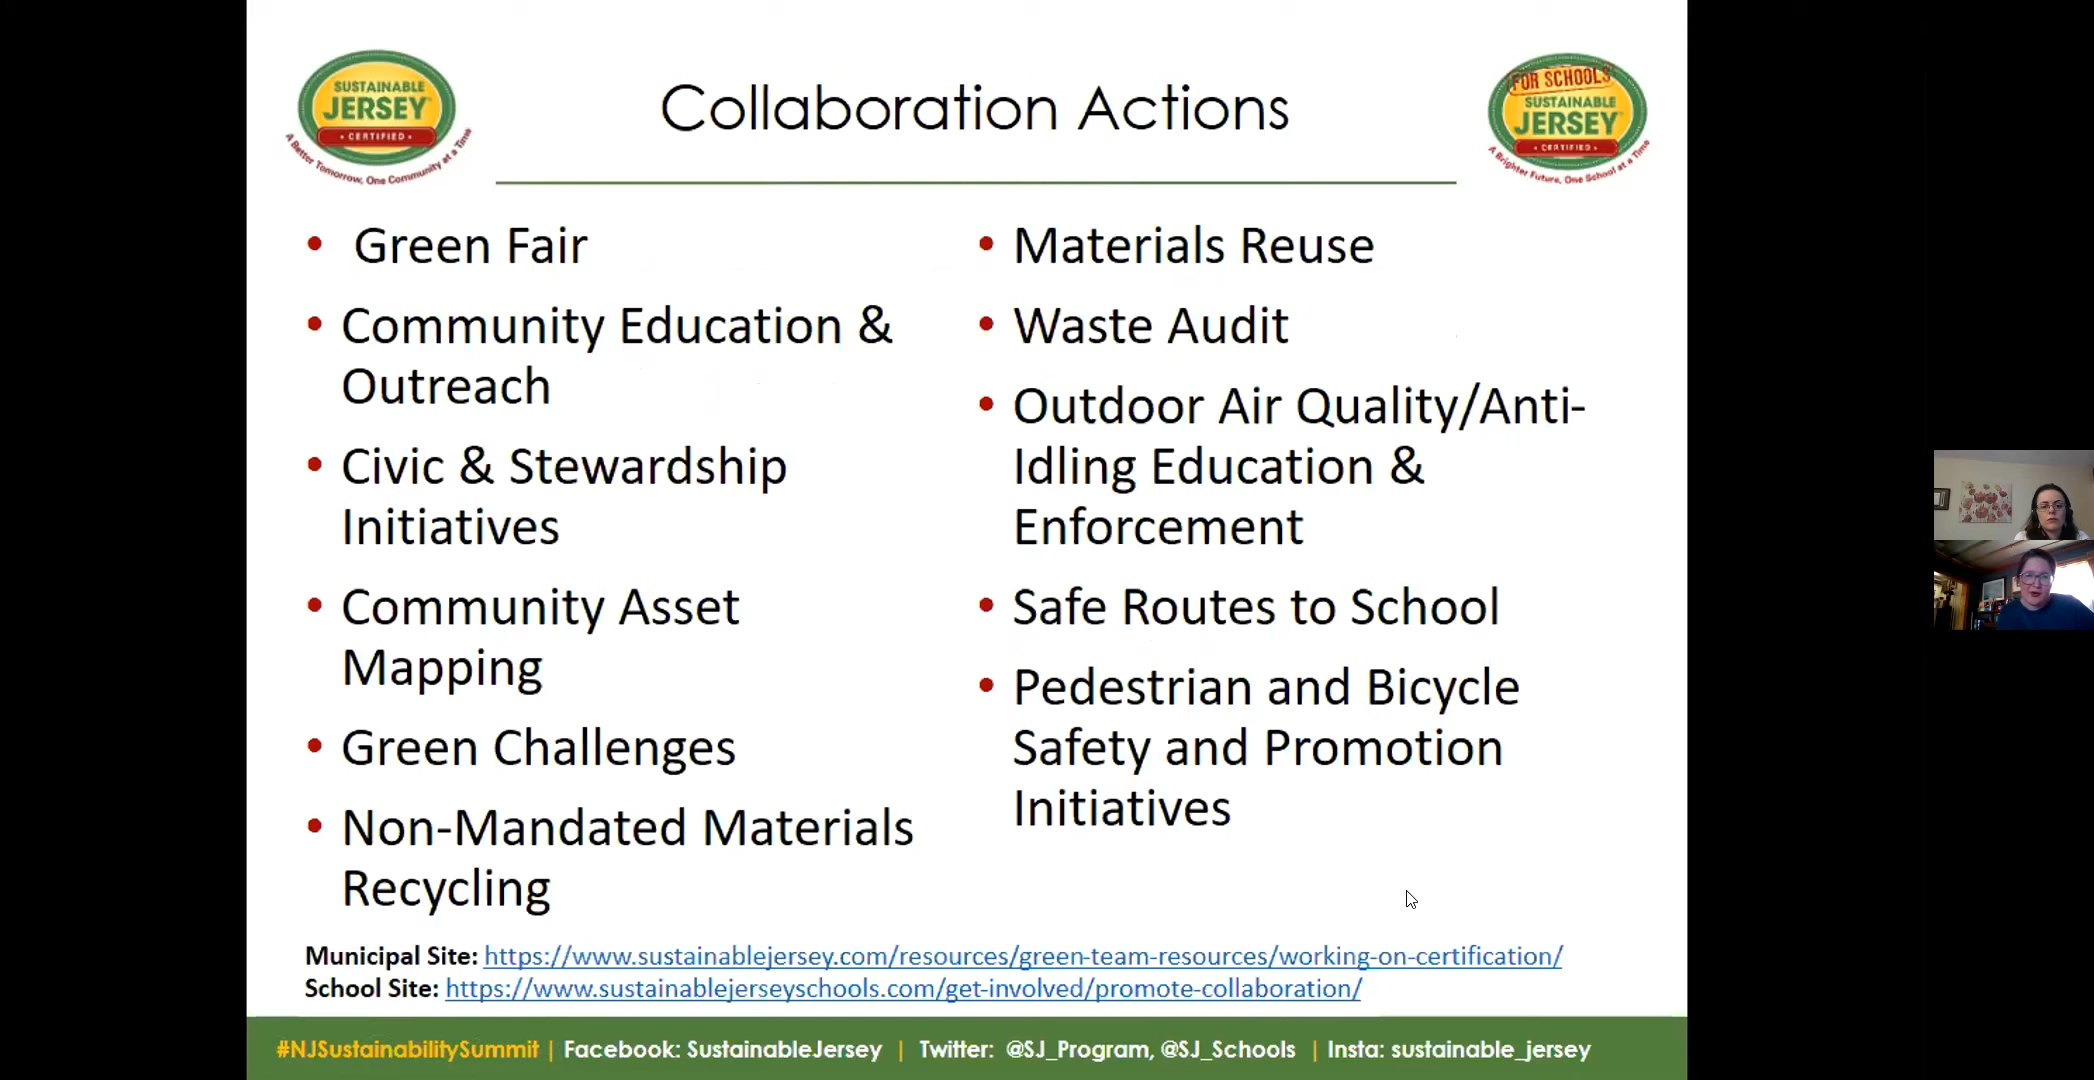 SUSTAINABLE
JERSEY
• CERTIFIED •
A Better Tomorrow, One Community at a Time
Collaboration Actions
FOR SCHOOLS
SUSTAINABLE
JERSEY
• CERTIFIED •
A Brighter Future, One School at a Time
• Green Fair
• Community Education &
Outreach
• Civic & Stewardship
Initiatives
• Community Asset
Mapping
• Green Challenges
• Non-Mandated Materials
Recycling
• Materials Reuse
• Waste Audit
• Outdoor Air Quality/Anti-
Idling Education &
Enforcement
• Safe Routes to School
• Pedestrian and Bicycle
Safety and Promotion
Initiatives
Municipal Site: https://www.sustainablejersey.com/resources/green-team-resources/working-on-certification/
School Site: https://www.sustainablejerseyschools.com/get-involved/promote-collaboration/
#NJSustainabilitySummit | Facebook: SustainableJersey | Twitter: @SJ_Program, @SJ_Schools | Insta: sustainable_jersey